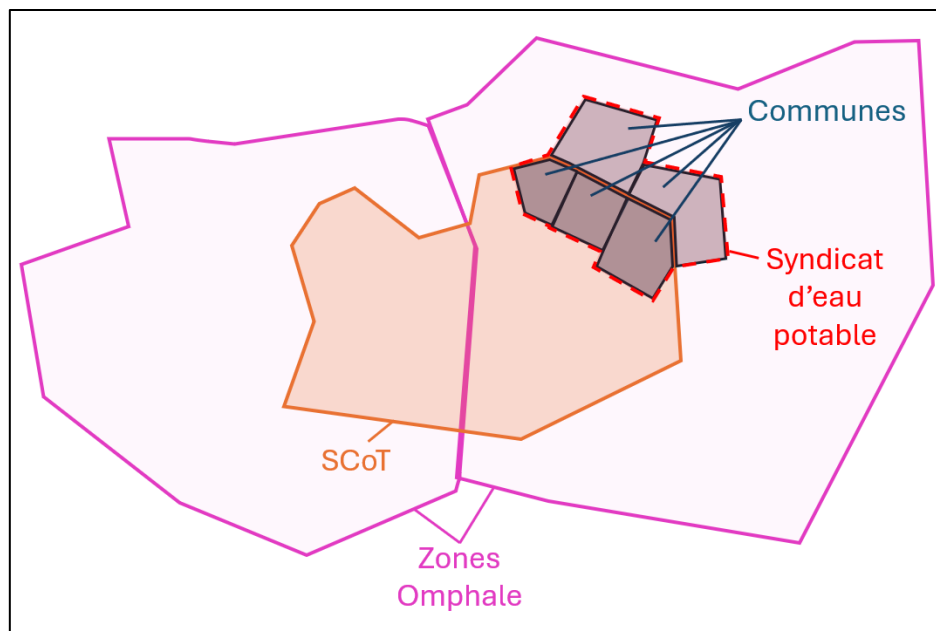 Communes
Syndicat
d’eau
potable
SCoT
Zones
Omphale